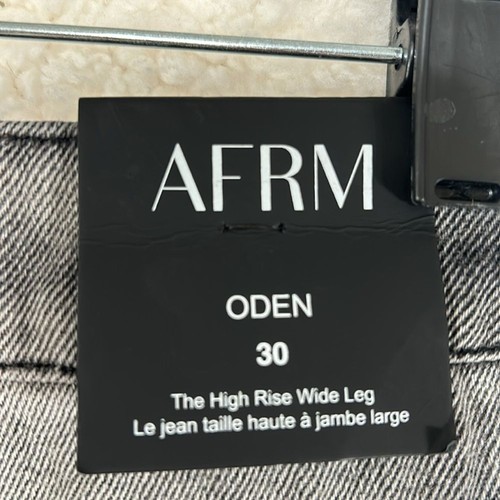 AFRM
ODEN
30
The High Rise Wide Leg
Le jean taille haute à jambe large